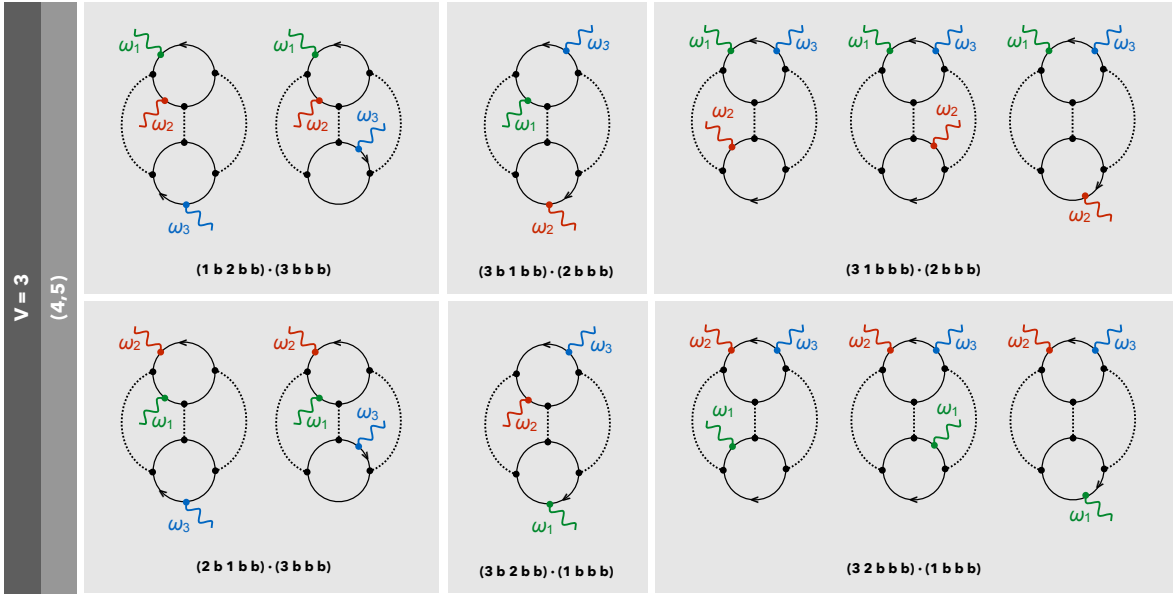 V = 3
(4,5)
ω1 ω2 ω3
ω1 ω2 ω3
(1 b 2 b b) · (3 b b b)
ω3 ω1 ω2
(3 b 1 b b) · (2 b b b)
ω1 ω3 ω2
ω1 ω3 ω2
ω1 ω3 ω2
(3 1 b b b) · (2 b b b)
ω2 ω1 ω3
ω2 ω1 ω3
(2 b 1 b b) · (3 b b b)
ω3 ω2 ω1
(3 b 2 b b) · (1 b b b)
ω2 ω3 ω1
ω2 ω3 ω1
ω2 ω3 ω1
(3 2 b b b) · (1 b b b)